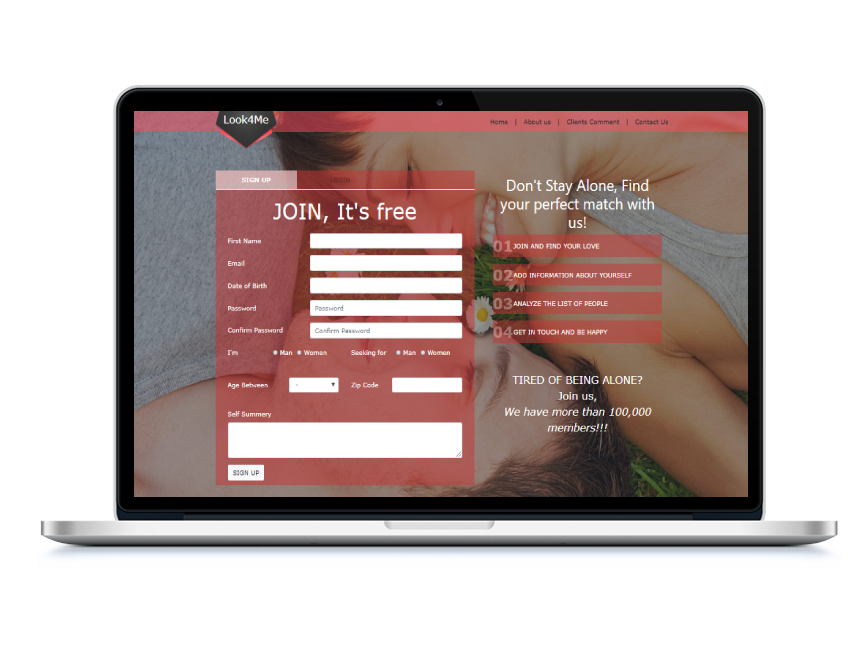 Look4Me
Home | About us | Clients Comment | Contact Us
SIGN UP
LOGIN
JOIN, It's free
First Name
Email
Date of Birth
Password
Password
Confirm Password
Confirm Password
I'm
Man
Women
Seeking for
Man
Women
Age Between
-
Zip Code
Self Summery
SIGN UP
Don't Stay Alone, Find
your perfect match with
us!
01 JOIN AND FIND YOUR LOVE
02 ADD INFORMATION ABOUT YOURSELF
03 ANALYZE THE LIST OF PEOPLE
04 GET IN TOUCH AND BE HAPPY
TIRED OF BEING ALONE?
Join us,
We have more than 100,000
members!!!